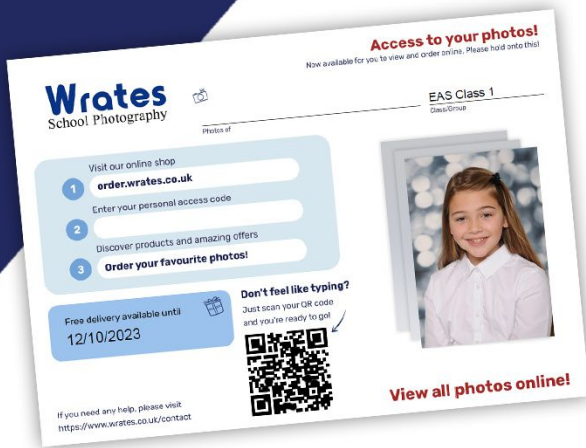 Access to your photos!
Now available for you to view and order online. Please hold onto this!
Wrates
School Photography
Photos of
EAS Class 1
Class/Group
Visit our online shop
1 order.wrates.co.uk
Enter your personal access code
2
Discover products and amazing offers
3 Order your favourite photos!
Free delivery available until
12/10/2023
Don't feel like typing?
Just scan your QR code
and you're ready to go!
If you need any help, please visit
https://www.wrates.co.uk/contact
View all photos online!